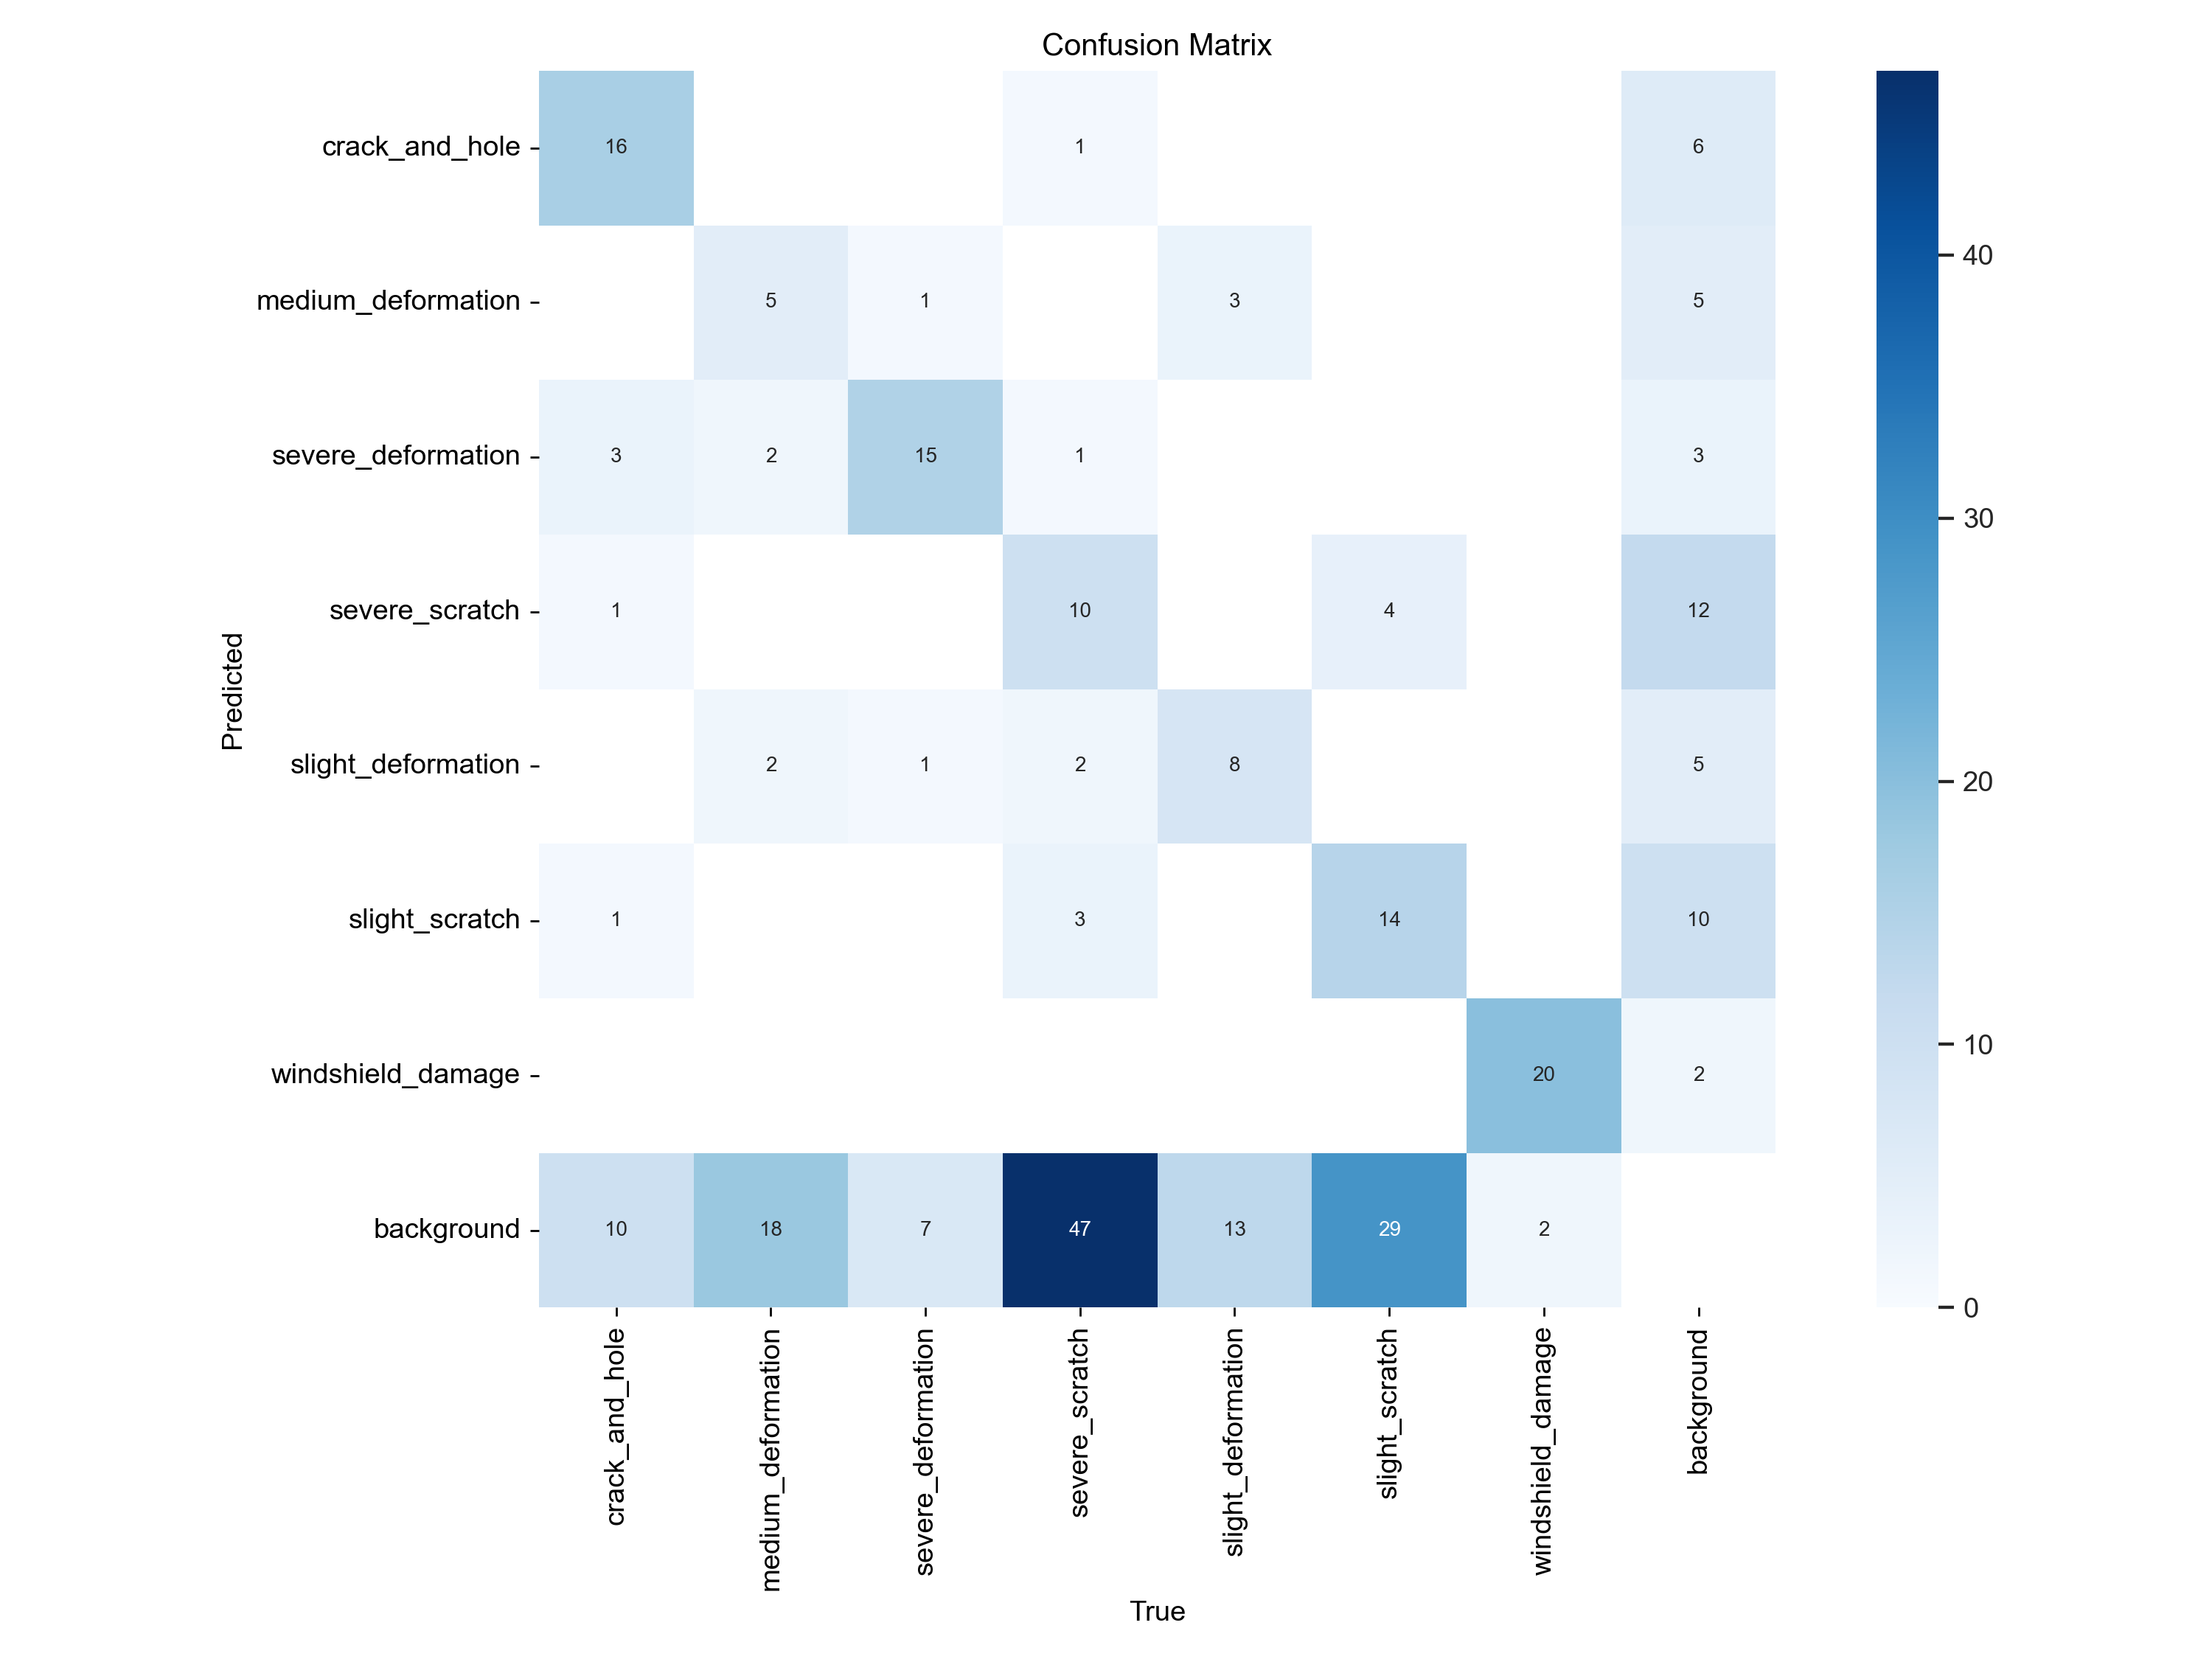 Confusion Matrix
crack_and_hole 16 1 6
40
medium_deformation 5 1 3 5
severe_deformation 3 2 15 1 3
30
severe_scratch 1 10 4 12
Predicted
slight_deformation 2 1 2 8 5
20
slight_scratch 1 3 14 10
10
windshield_damage 20 2
background 10 18 7 47 13 29 2
0
crack_and_hole
medium_deformation
severe_deformation
severe_scratch
slight_deformation
slight_scratch
windshield_damage
background
True